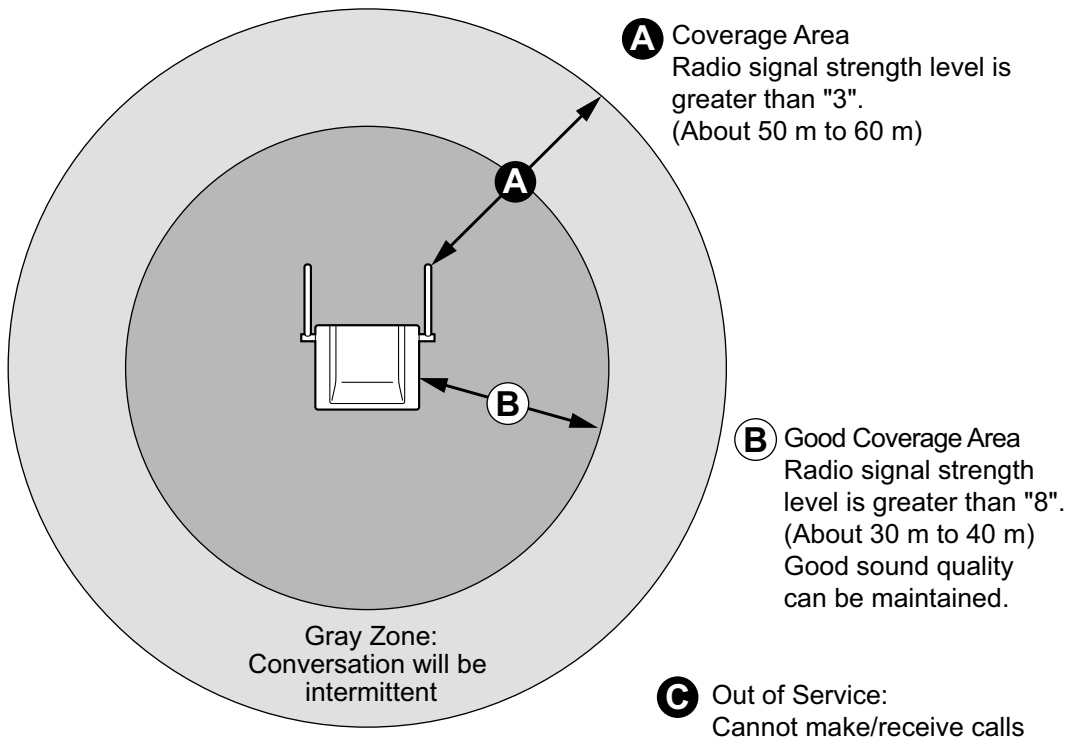 A Coverage Area
Radio signal strength level is
greater than "3".
(About 50 m to 60 m)
A
B
B Good Coverage Area
Radio signal strength
level is greater than "8".
(About 30 m to 40 m)
Good sound quality
can be maintained.
Gray Zone:
Conversation will be
intermittent
C Out of Service:
Cannot make/receive calls